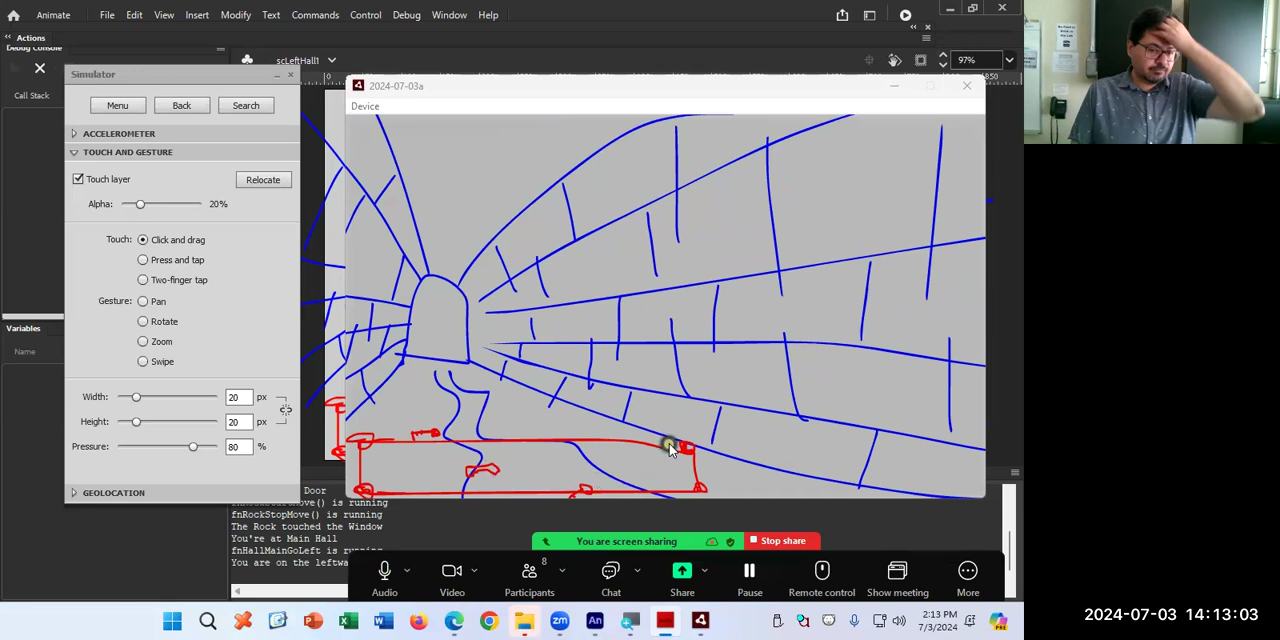 Animate
File Edit View Insert Modify Text Commands Control Debug Window Help
Actions
Debug Console
scLeftHall1
97%
Simulator
2024-07-03a
Call Stack
Device
Menu Back Search
ACCELEROMETER
TOUCH AND GESTURE
Touch layer
Relocate
Alpha: 20%
Touch: Click and drag
Press and tap
Two-finger tap
Gesture: Pan
Rotate
Zoom
Swipe
Variables
Name
Width: 20 px
Height: 20 px
Pressure: 80 %
GEOLOCATION
Door
fnRockStopMove() is running
The Rock touched the Window
You're at Main Hall
fnHallMainGoLeft is running
You are on the leftwa
You are screen sharing Stop share
8
Audio Video Participants Chat Share Pause Remote control Show meeting More
2:13 PM
7/3/2024
2024-07-03 14:13:03